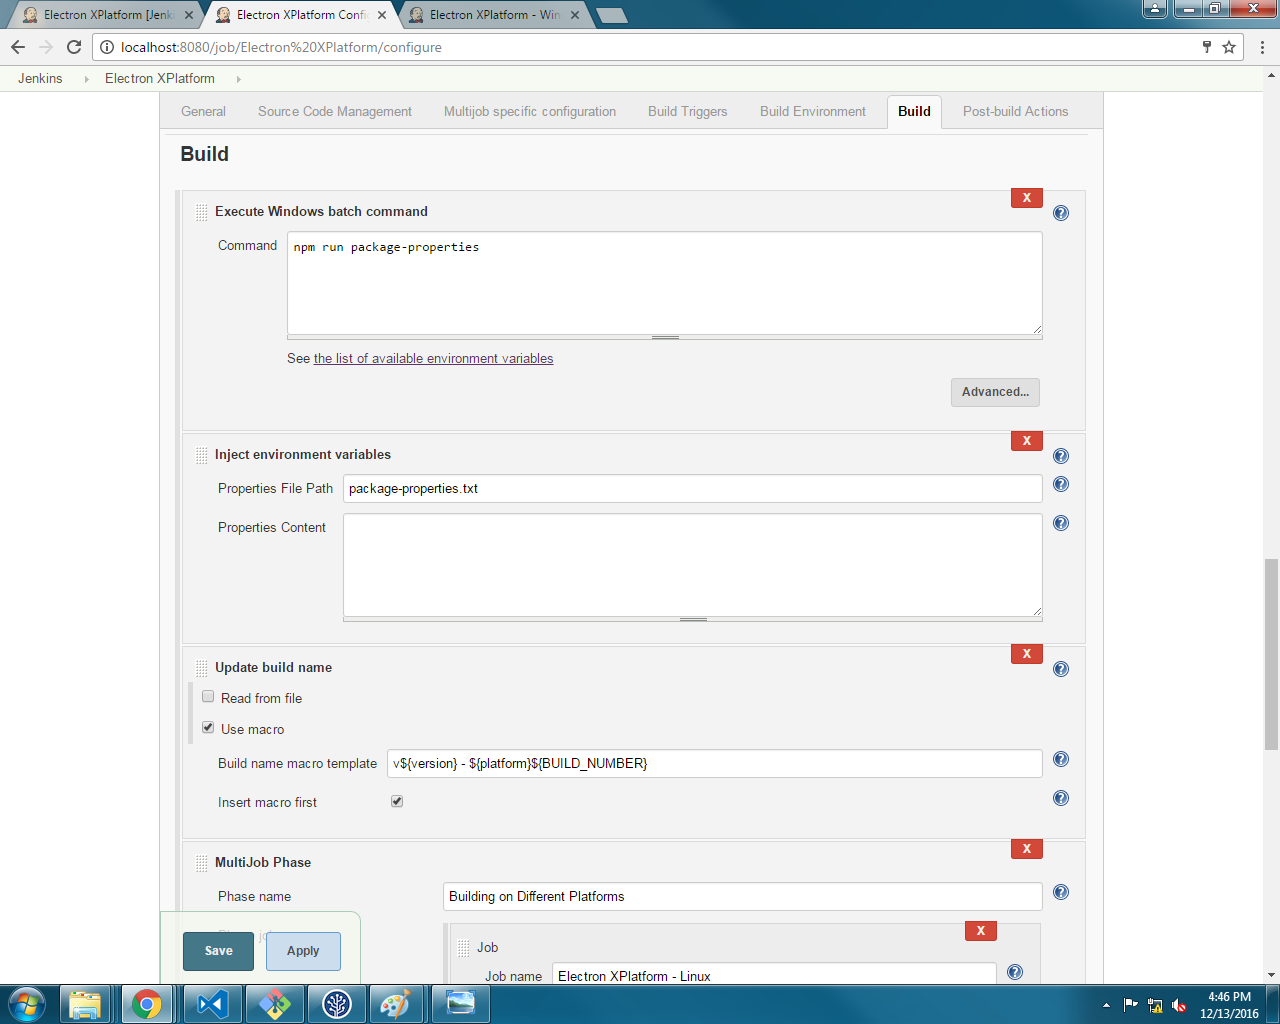 Electron XPlatform [Jenk
Electron XPlatform Confi
Electron XPlatform - Win
localhost:8080/job/Electron%20XPlatform/configure
Jenkins
Electron XPlatform
General
Source Code Management
Multijob specific configuration
Build Triggers
Build Environment
Build
Post-build Actions
Build
X
Execute Windows batch command
Command
npm run package-properties
See the list of available environment variables
Advanced...
X
Inject environment variables
Properties File Path
package-properties.txt
Properties Content
X
Update build name
Read from file
Use macro
Build name macro template
v${version} - ${platform}${BUILD_NUMBER}
Insert macro first
X
MultiJob Phase
Phase name
Building on Different Platforms
X
Job
Save
Apply
Job name
Electron XPlatform - Linux
4:46 PM
12/13/2016